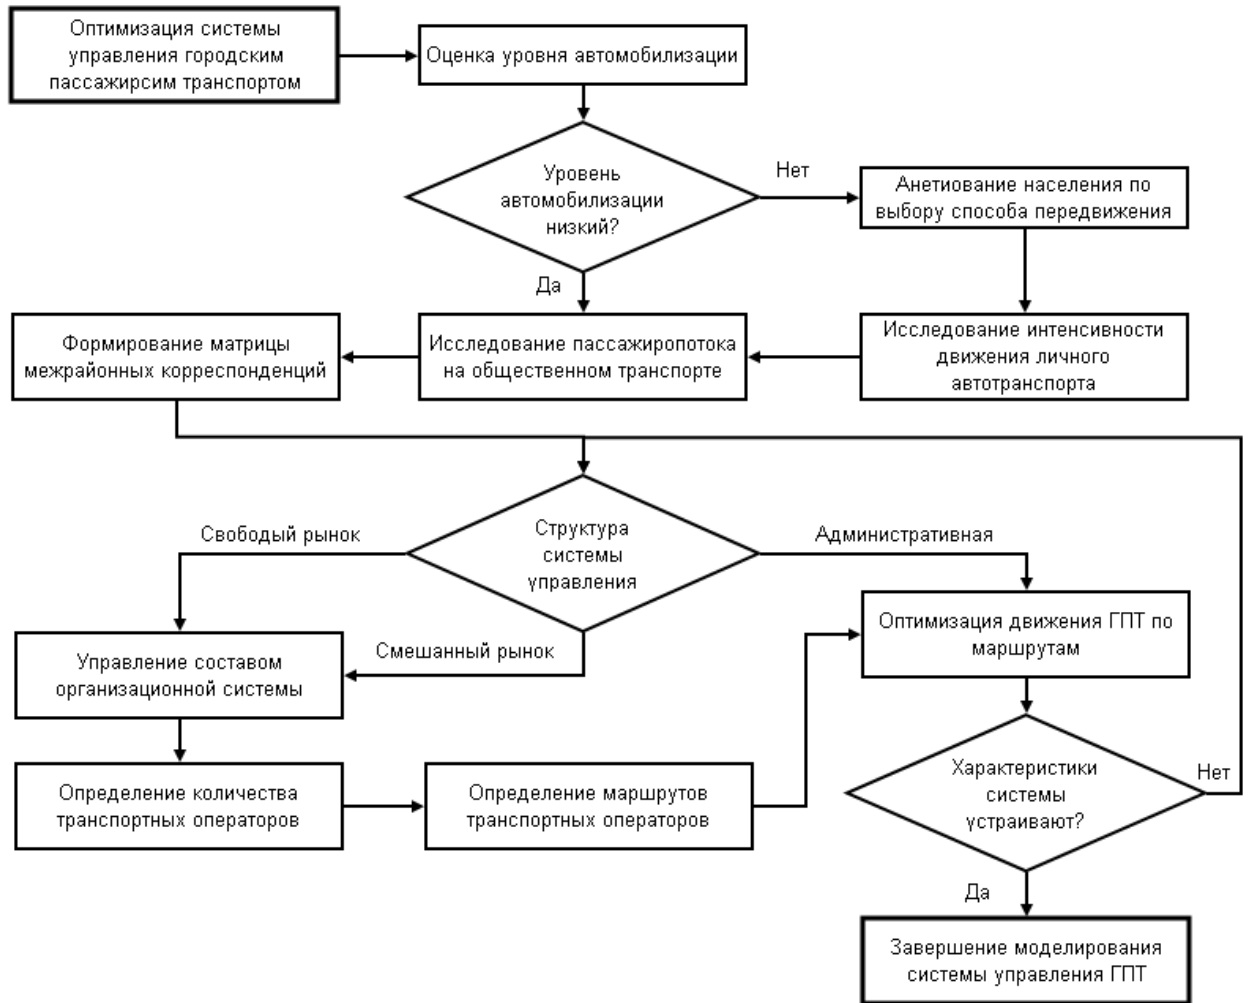 Оптимизация системы
управления городским
пассажирсим транспортом
Оценка уровня автомобилизации
Уровень
автомобилизации
низкий?
Нет
Анетиование населения по
выбору способа передвижения
Да
Формирование матрицы
межрайонных корреспонденций
Исследование пассажиропотока
на общественном транспорте
Исследование интенсивности
движения личного
автотранспорта
Свободый рынок
Структура
системы
управления
Административная
Управление составом
организационной системы
Смешанный рынок
Оптимизация движения ГПТ по
маршрутам
Определение количества
транспортных операторов
Определение маршрутов
транспортных операторов
Характеристики
системы
устраивают?
Нет
Да
Завершение моделирования
системы управления ГПТ